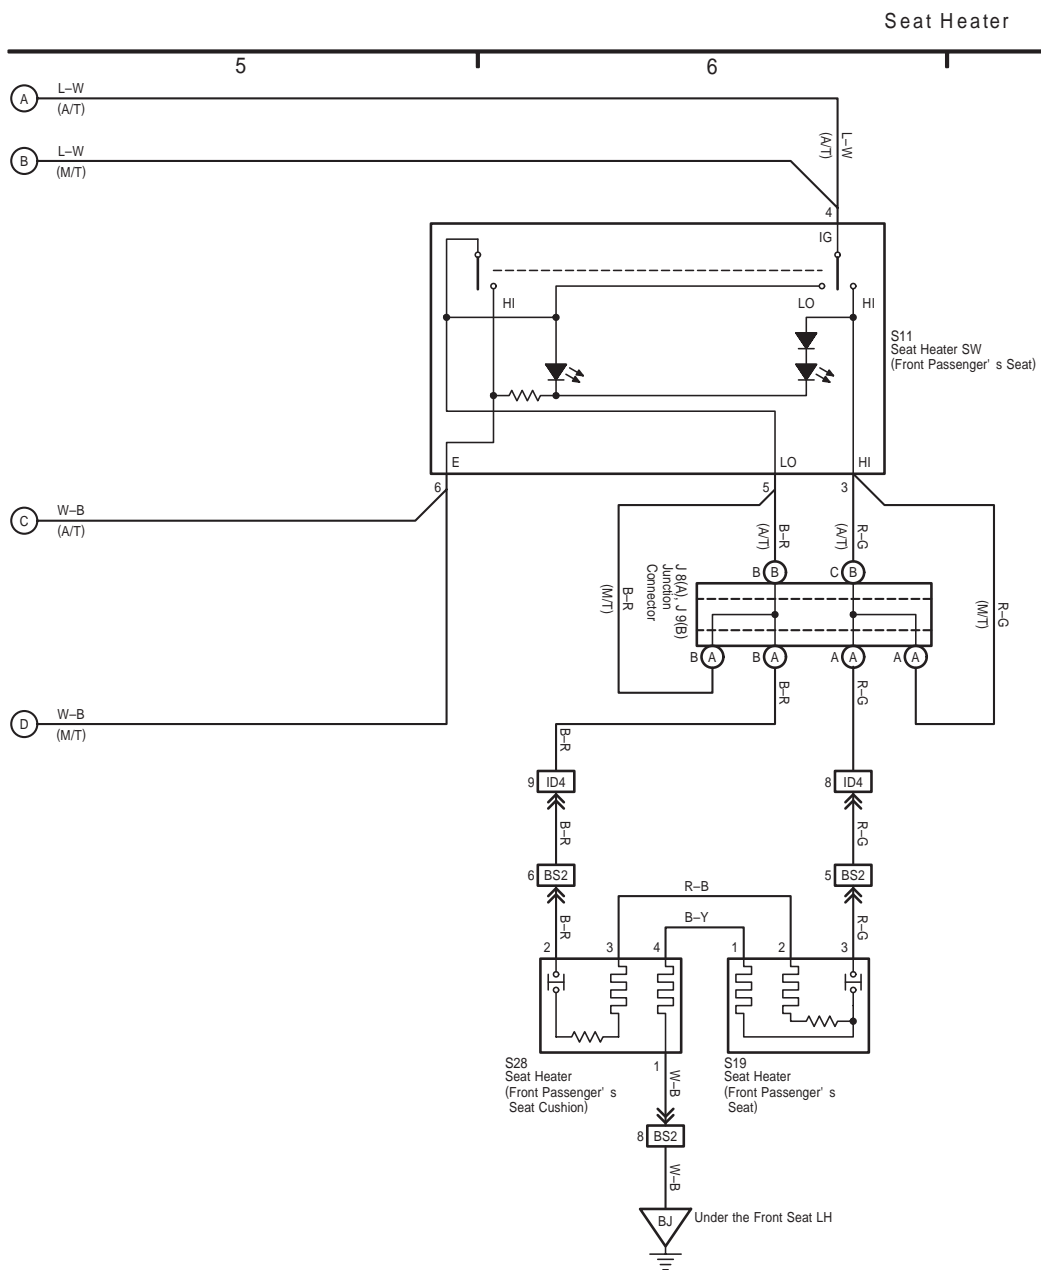 Seat Heater
5
6
A
L–W
(A/T)
B
L–W
(M/T)
L–W
(A/T)
4
IG
HI
LO
HI
S11
Seat Heater SW
(Front Passenger' s Seat)
E
LO
HI
6
5
3
C
W–B
(A/T)
B–R
(A/T)
R–G
(A/T)
J 8(A), J 9(B)
Junction
Connector
B
B
C
B
B–R
(M/T)
R–G
(M/T)
B
A
B
A
A
A
A
A
B–R
R–G
D
W–B
(M/T)
B–R
9
ID4
8
ID4
B–R
R–G
6
BS2
5
BS2
R–B
B–Y
B–R
R–G
2
3
4
1
2
3
S28
Seat Heater
(Front Passenger' s
Seat Cushion)
1
S19
Seat Heater
(Front Passenger' s
Seat)
W–B
8
BS2
W–B
BJ
Under the Front Seat LH